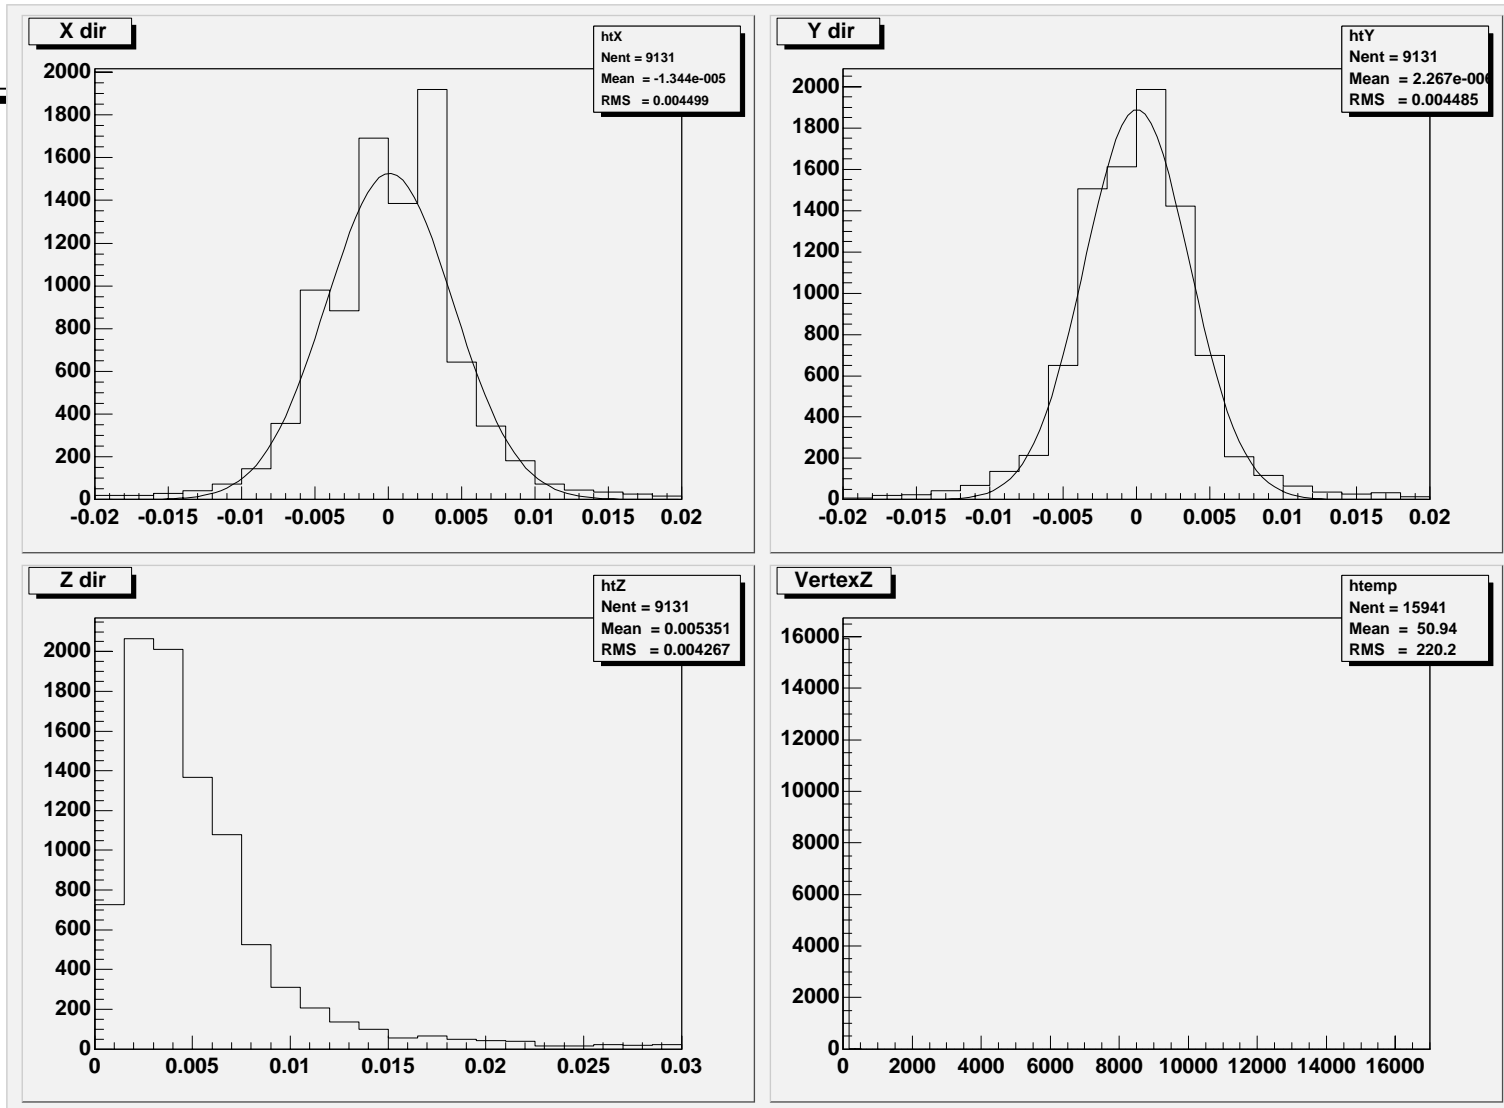 X dir
htX
Nent = 9131
Mean = -1.344e-005
RMS = 0.004499
2000
1800
1600
1400
1200
1000
800
600
400
200
0
-0.02 -0.015 -0.01 -0.005 0 0.005 0.01 0.015 0.02
Y dir
htY
Nent = 9131
Mean = 2.267e-006
RMS = 0.004485
2000
1800
1600
1400
1200
1000
800
600
400
200
0
-0.02 -0.015 -0.01 -0.005 0 0.005 0.01 0.015 0.02
Z dir
htZ
Nent = 9131
Mean = 0.005351
RMS = 0.004267
2000
1800
1600
1400
1200
1000
800
600
400
200
0
0 0.005 0.01 0.015 0.02 0.025 0.03
VertexZ
htemp
Nent = 15941
Mean = 50.94
RMS = 220.2
16000
14000
12000
10000
8000
6000
4000
2000
0
0 2000 4000 6000 8000 10000 12000 14000 16000